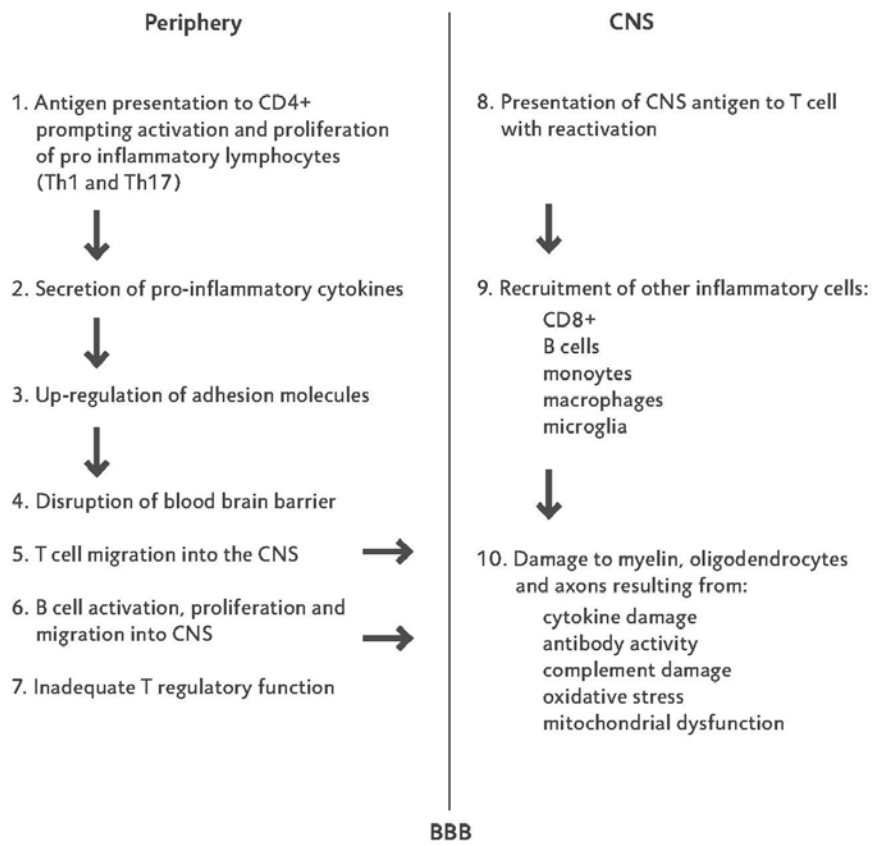 Periphery
1. Antigen presentation to CD4+
prompting activation and proliferation
of pro inflammatory lymphocytes
(Th1 and Th17)
2. Secretion of pro-inflammatory cytokines
3. Up-regulation of adhesion molecules
4. Disruption of blood brain barrier
5. T cell migration into the CNS
6. B cell activation, proliferation and
migration into CNS
7. Inadequate T regulatory function
CNS
8. Presentation of CNS antigen to T cell
with reactivation
9. Recruitment of other inflammatory cells:
CD8+
B cells
monoytes
macrophages
microglia
10. Damage to myelin, oligodendrocytes
and axons resulting from:
cytokine damage
antibody activity
complement damage
oxidative stress
mitochondrial dysfunction
BBB